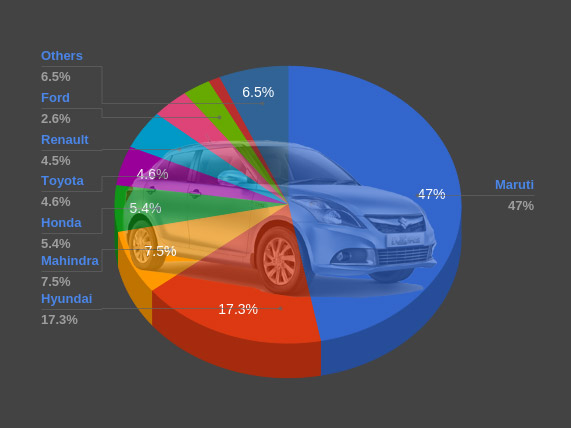 Others
6.5%
Ford
2.6%
Renault
4.5%
Toyota
4.6%
Honda
5.4%
Mahindra
7.5%
Hyundai
17.3%
Maruti
47%
6.5%
4.6%
5.4%
7.5%
17.3%
47%